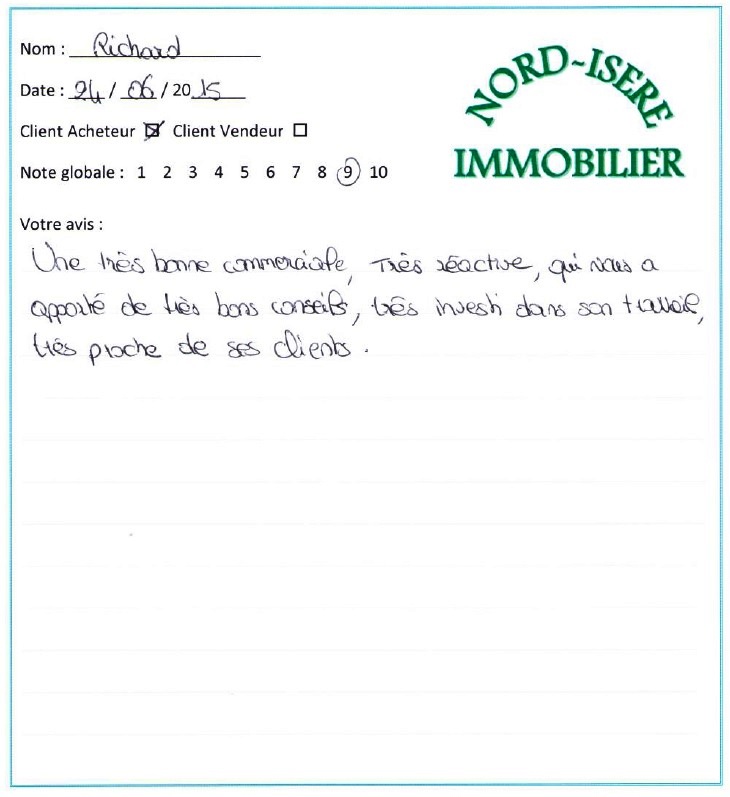 Nom : Richard
Date : 24 / 06 / 2015
Client Acheteur ☒ Client Vendeur ☐
Note globale : 1 2 3 4 5 6 7 8 9 10
NORD-ISERE
IMMOBILIER
Votre avis :
Une très bonne commerciale, Très réactive, qui nous a
apporté de très bons conseils, très investi dans son travail,
très proche de ses clients.